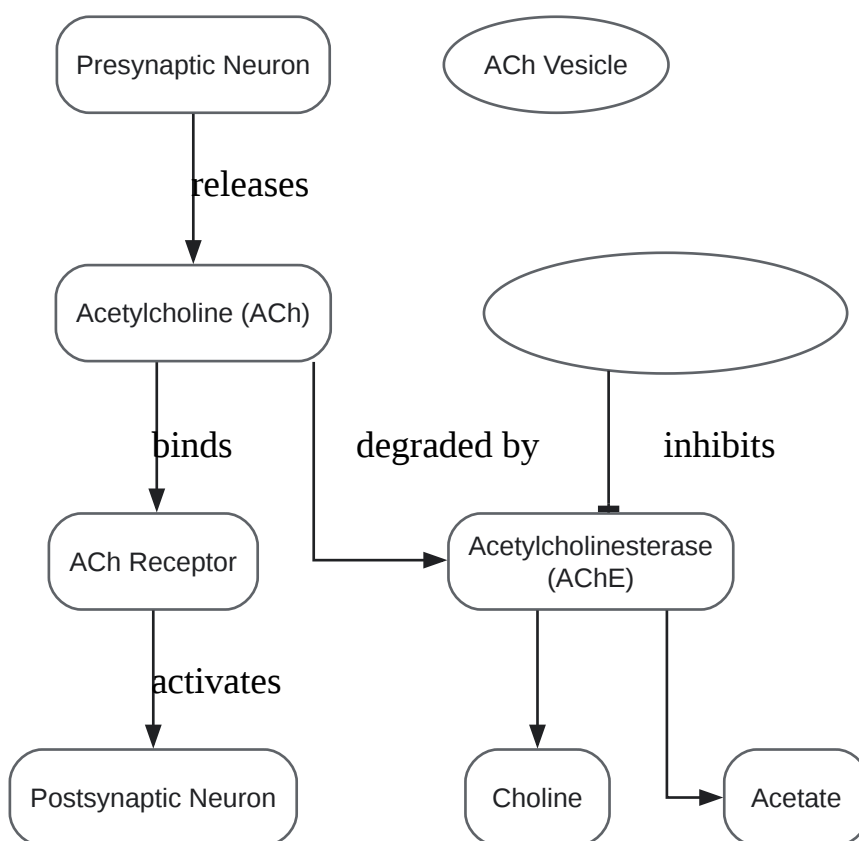 Presynaptic Neuron
ACh Vesicle
releases
Acetylcholine (ACh)
binds
degraded by
inhibits
ACh Receptor
Acetylcholinesterase
(AChE)
activates
Postsynaptic Neuron
Choline
Acetate